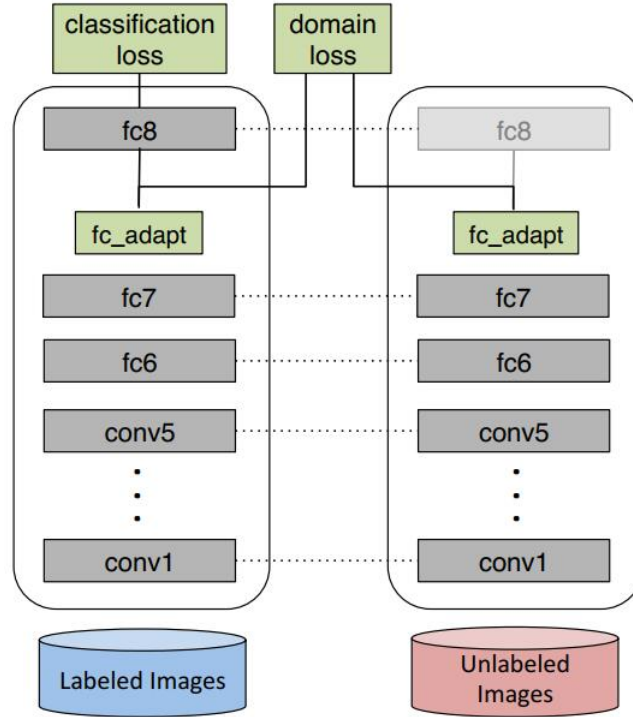 classification
loss
domain
loss
fc8
fc8
fc_adapt
fc_adapt
fc7
fc7
fc6
fc6
conv5
conv5
conv1
conv1
Labeled Images
Unlabeled
Images